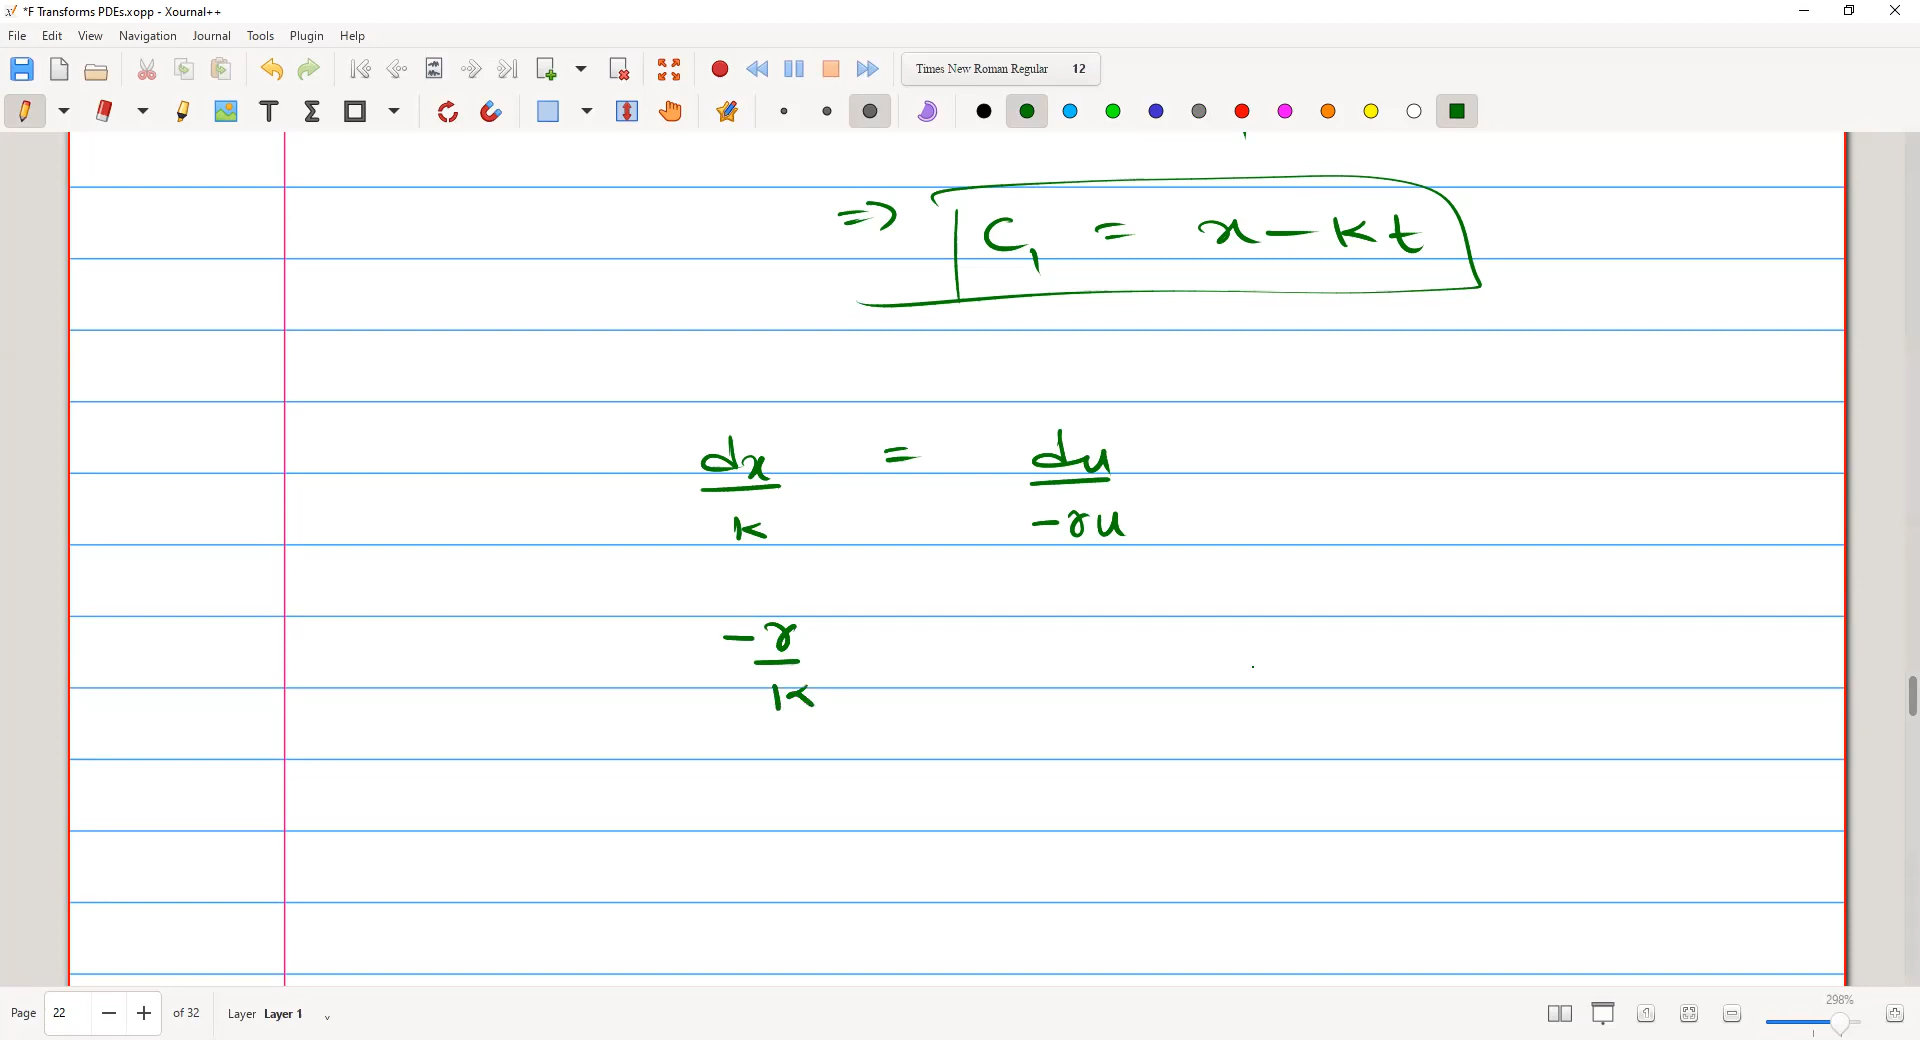 *F Transforms PDEs.xopp - Xournal++
File Edit View Navigation Journal Tools Plugin Help
Times New Roman Regular 12
⇒ C₁ = x - kt
dx/k = du/-γu
-γ/k
Page 22 of 32 Layer Layer 1 298%